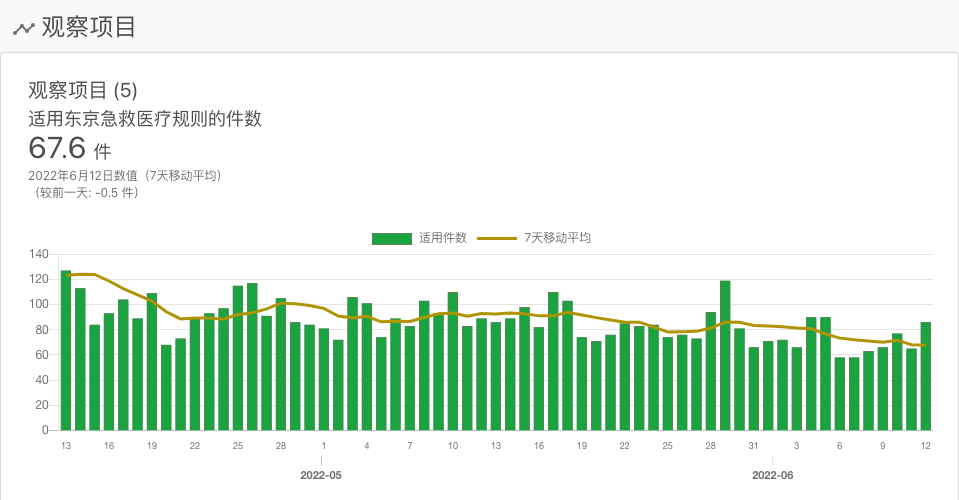 观察项目
观察项目 (5)
适用东京急救医疗规则的件数
67.6 件
2022年6月12日数值（7天移动平均）
（较前一天: -0.5 件）
适用件数 7天移动平均
140
120
100
80
60
40
20
0
13 16 19 22 25 28 1 4 7 10 13 16 19 22 25 28 31 3 6 9 12
2022-05 2022-06